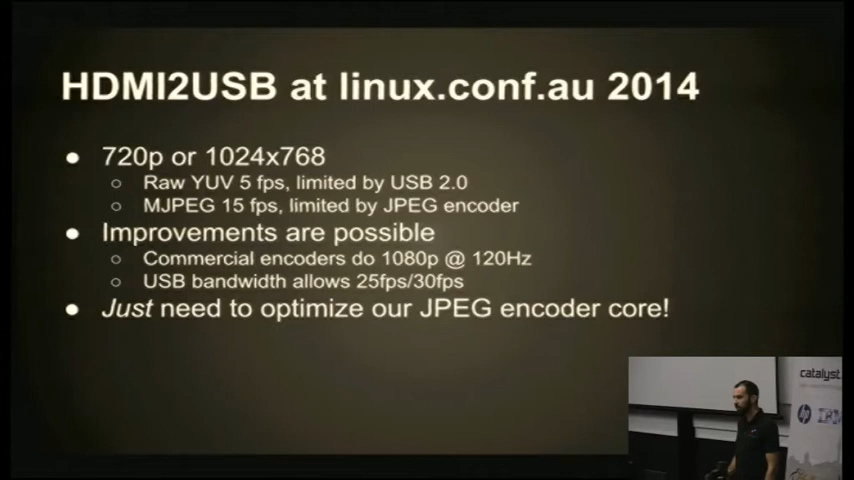 HDMI2USB at linux.conf.au 2014
● 720p or 1024x768
○ Raw YUV 5 fps, limited by USB 2.0
○ MJPEG 15 fps, limited by JPEG encoder
● Improvements are possible
○ Commercial encoders do 1080p @ 120Hz
○ USB bandwidth allows 25fps/30fps
● Just need to optimize our JPEG encoder core!
catalyst
hp IBM